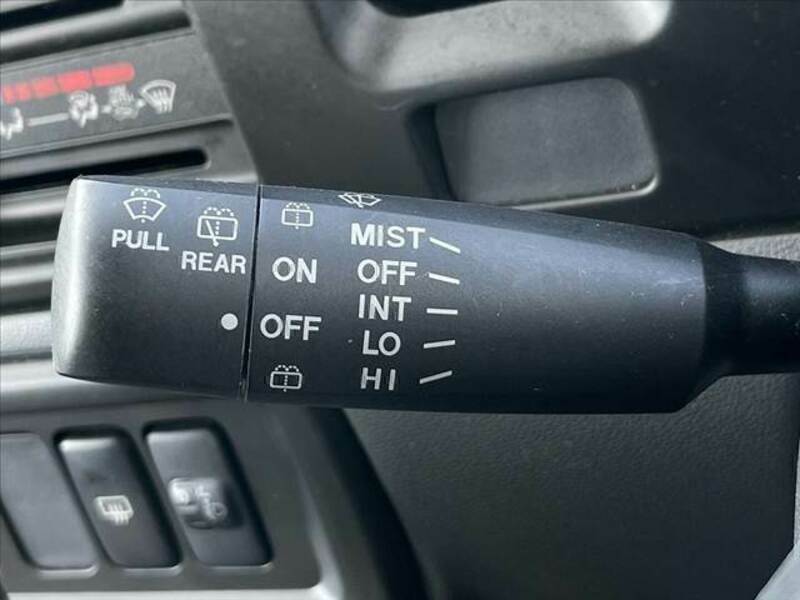 PULL
REAR
ON
OFF
MIST
OFF
INT
LO
HI